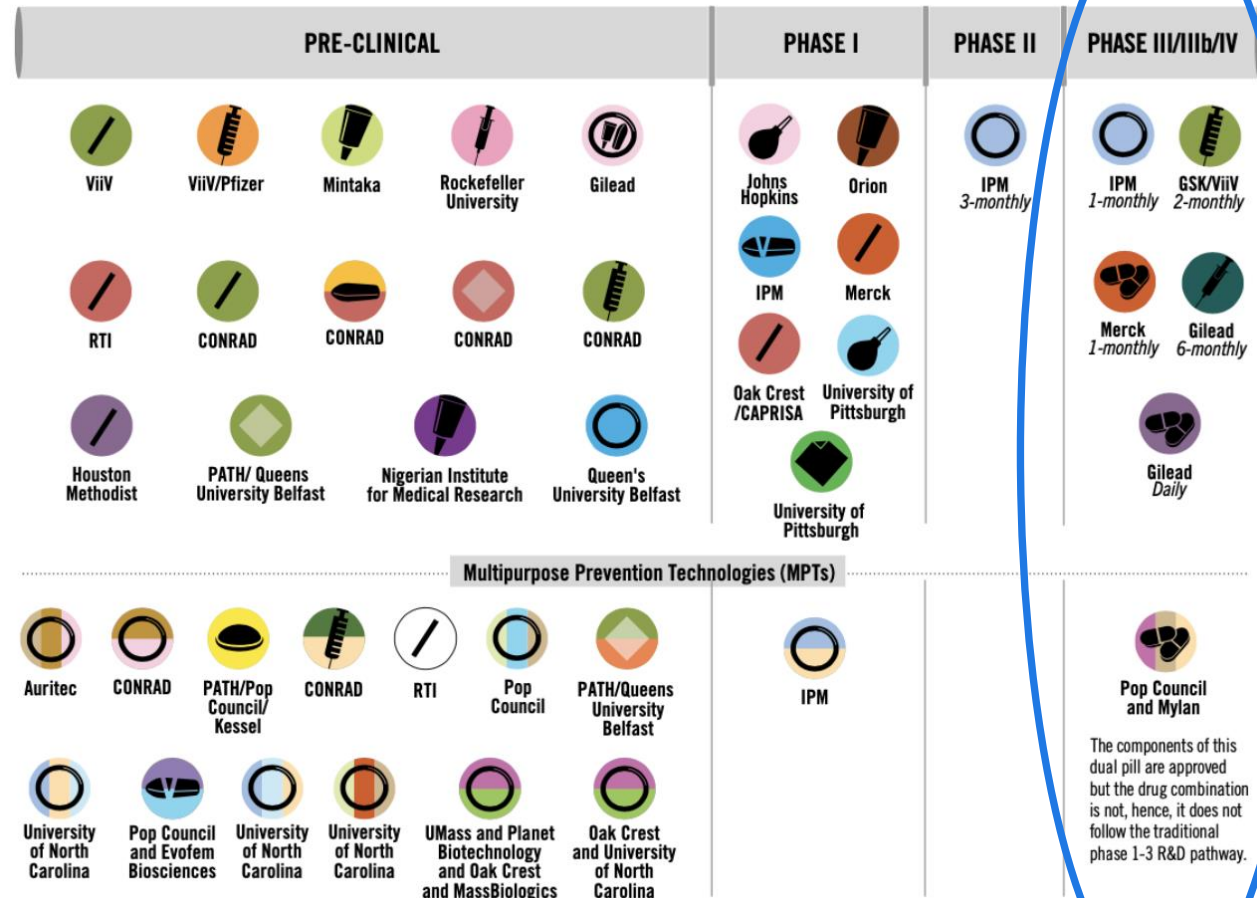 PRE-CLINICAL
PHASE I
PHASE II
PHASE III/IIIb/IV
ViiV
ViiV/Pfizer
Mintaka
Rockefeller
University
Gilead
Johns
Hopkins
Orion
IPM
3-monthly
IPM
1-monthly
GSK/ViiV
2-monthly
IPM
Merck
RTI
CONRAD
CONRAD
CONRAD
CONRAD
Merck
1-monthly
Gilead
6-monthly
Oak Crest
/CAPRISA
University of
Pittsburgh
Houston
Methodist
PATH/ Queens
University Belfast
Nigerian Institute
for Medical Research
Queen's
University Belfast
University of
Pittsburgh
Gilead
Daily
Multipurpose Prevention Technologies (MPTs)
Auritec
CONRAD
PATH/Pop
Council/
Kessel
CONRAD
RTI
Pop
Council
PATH/Queens
University
Belfast
IPM
Pop Council
and Mylan
The components of this
dual pill are approved
but the drug combination
is not, hence, it does not
follow the traditional
phase 1-3 R&D pathway.
University
of North
Carolina
Pop Council
and Evofem
Biosciences
University
of North
Carolina
University
of North
Carolina
UMass and Planet
Biotechnology
and Oak Crest
and MassBiologics
Oak Crest
and University
of North
Carolina